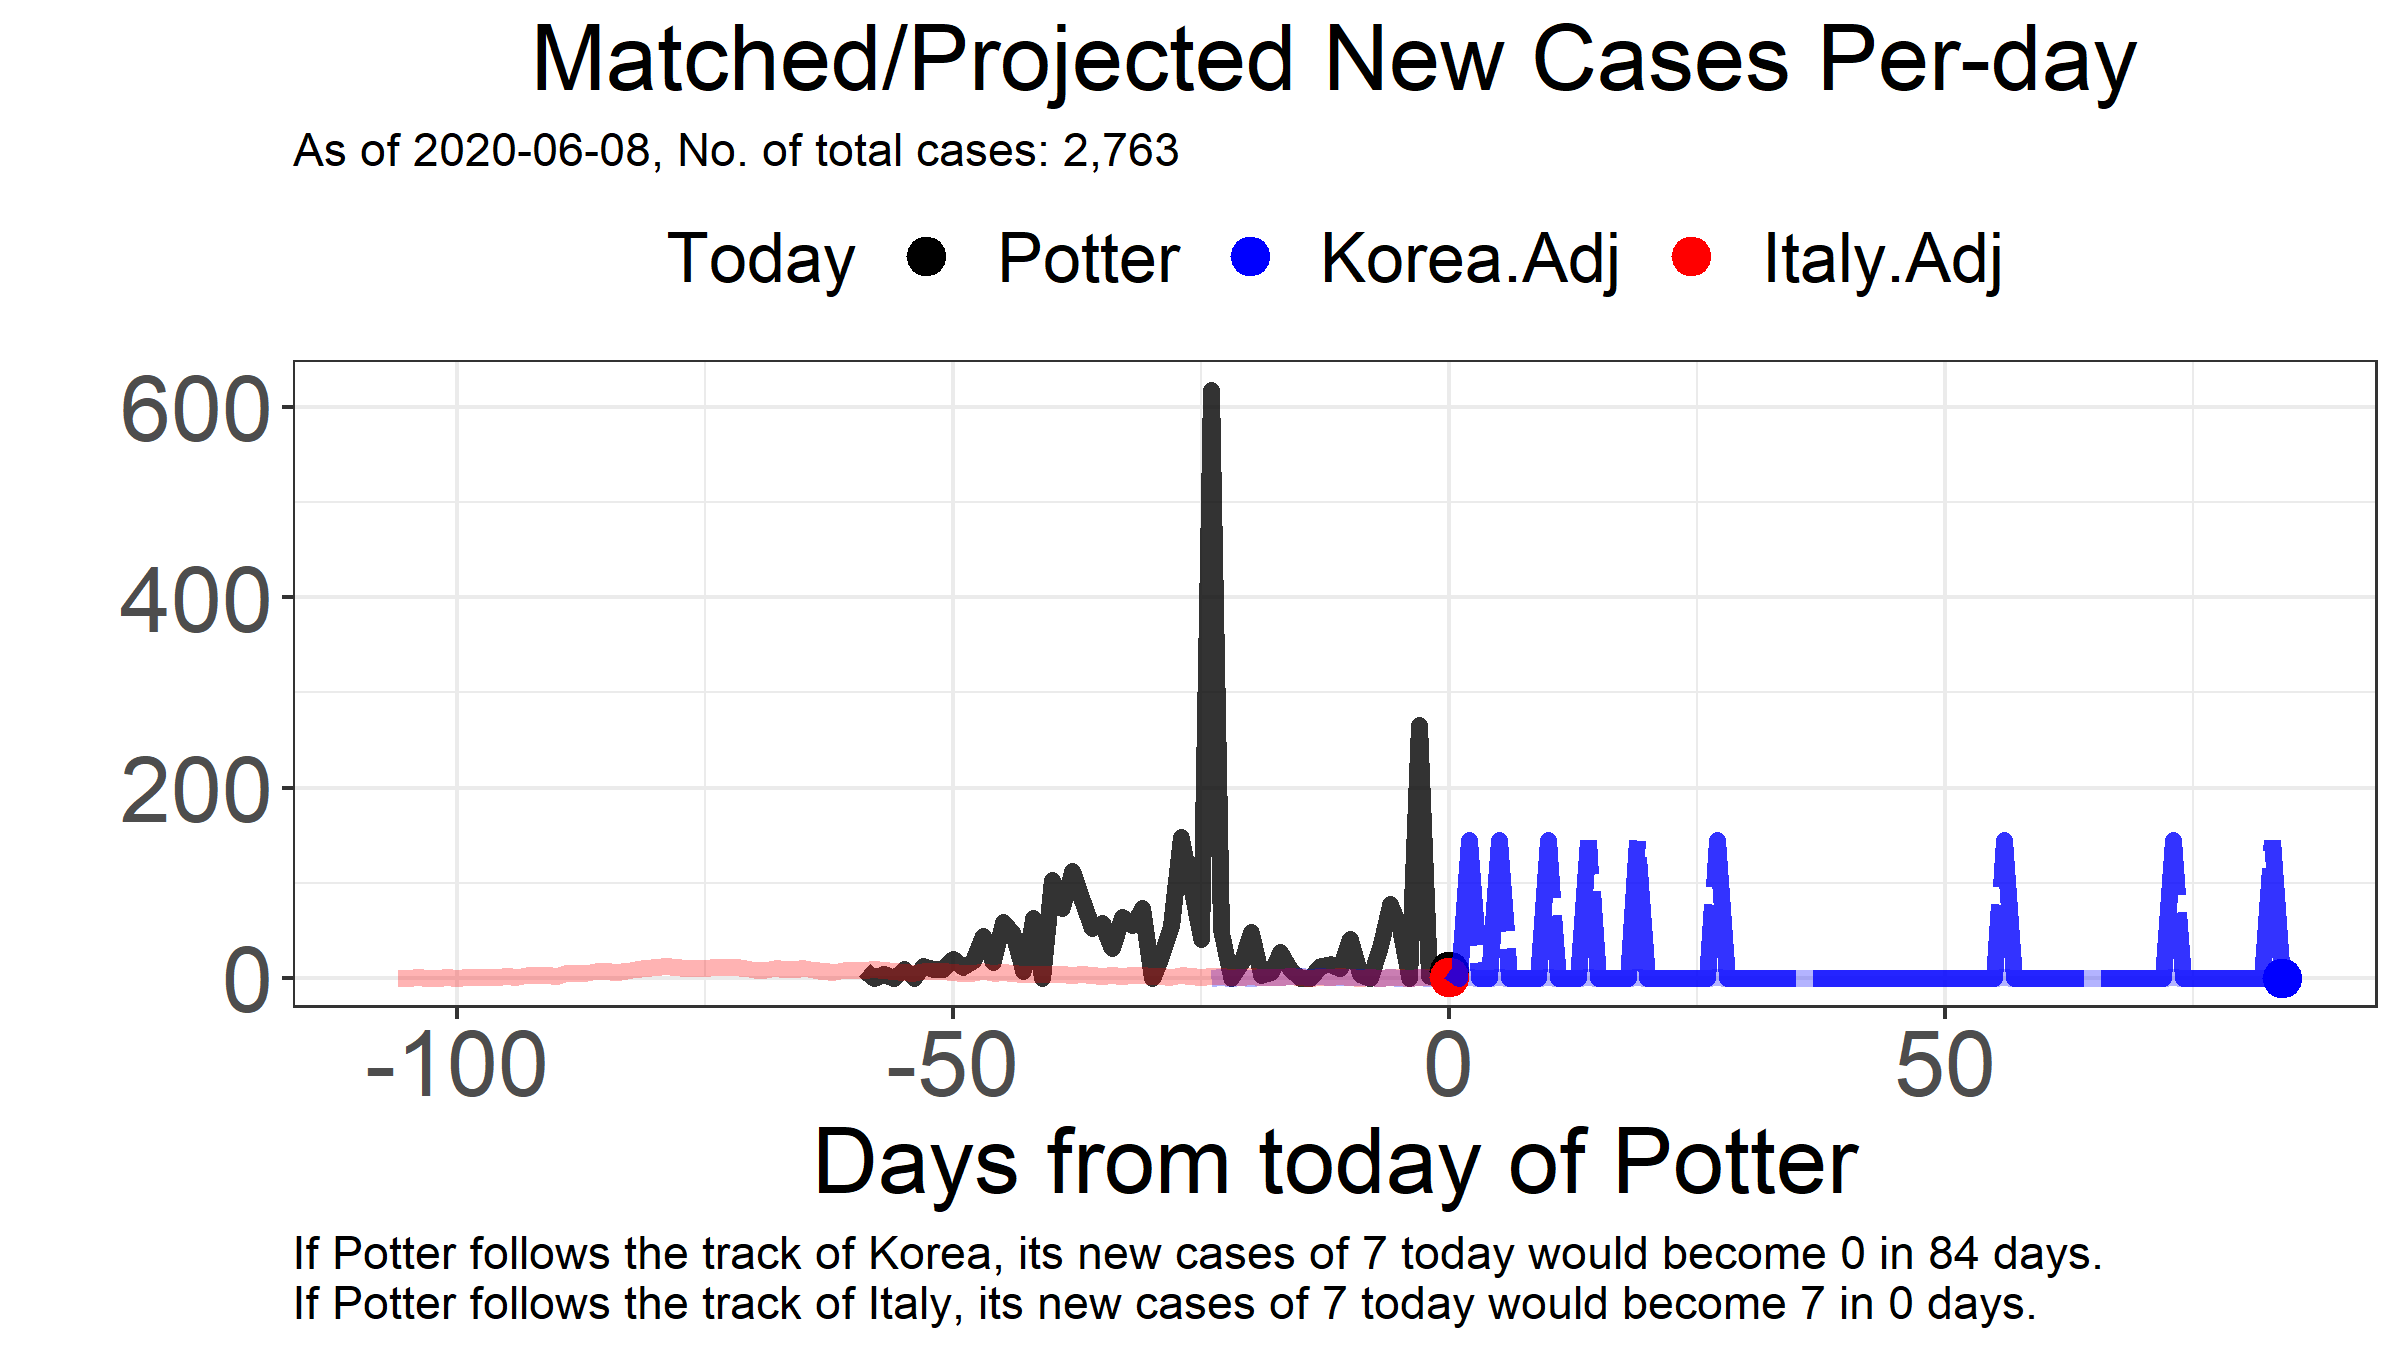 Matched/Projected New Cases Per-day
As of 2020-06-08, No. of total cases: 2,763
Today Potter Korea.Adj Italy.Adj
600
400
200
0
-100 -50 0 50
Days from today of Potter
If Potter follows the track of Korea, its new cases of 7 today would become 0 in 84 days.
If Potter follows the track of Italy, its new cases of 7 today would become 7 in 0 days.